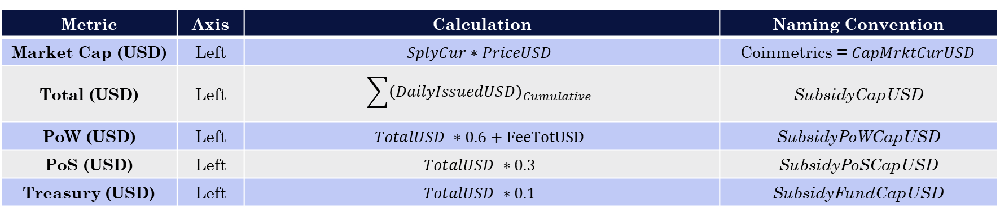 Metric Axis Calculation Naming Convention
Market Cap (USD) Left SplyCur * PriceUSD Coinmetrics = CapMrktCurUSD
Total (USD) Left ∑(DailyIssuedUSD)Cumulative SubsidyCapUSD
PoW (USD) Left TotalUSD * 0.6 + FeeTotUSD SubsidyPoWCapUSD
PoS (USD) Left TotalUSD * 0.3 SubsidyPoSCapUSD
Treasury (USD) Left TotalUSD * 0.1 SubsidyFundCapUSD